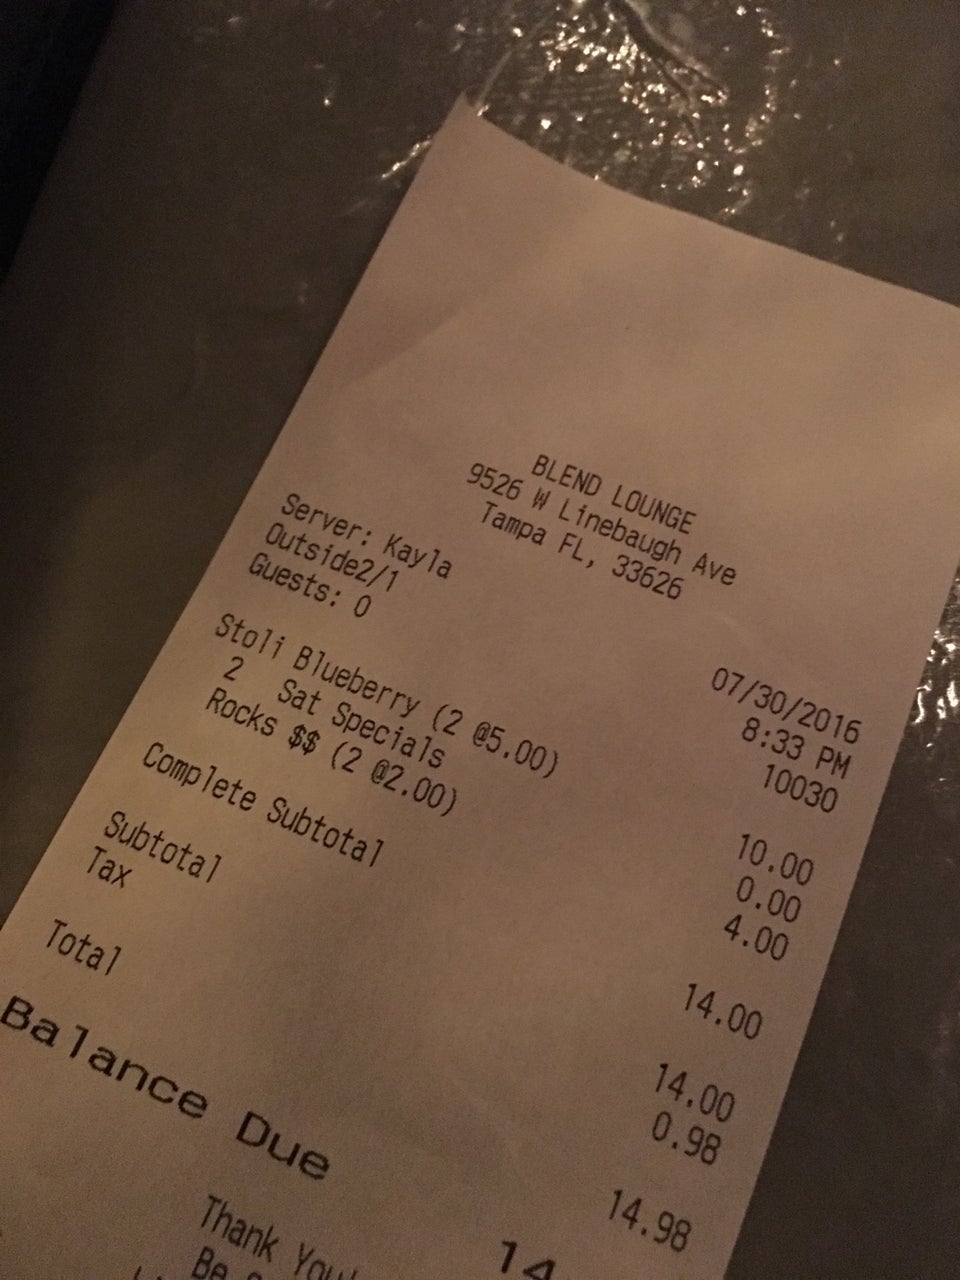 BLEND LOUNGE
9526 W Linebaugh Ave
Tampa FL, 33626
Server: Kayla 07/30/2016
Outside2/1 8:33 PM
Guests: 0 10030
Stoli Blueberry (2 @5.00) 10.00
2 Sat Specials 0.00
Rocks $$ (2 @2.00) 4.00
Complete Subtotal 14.00
Subtotal 14.00
Tax 0.98
Total 14.98
Balance Due 14
Thank You!
Be